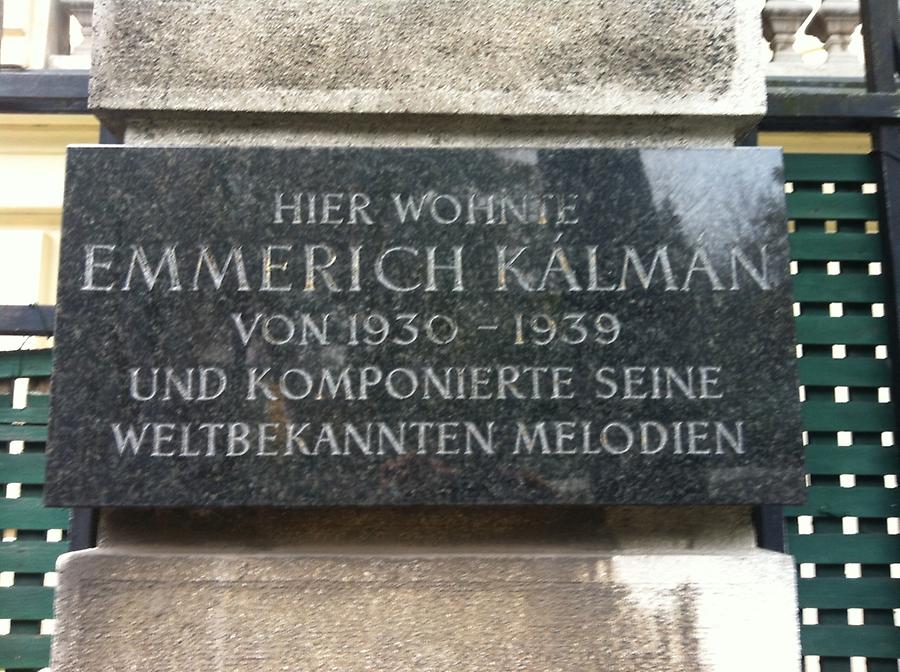 HIER WOHNTE
EMMERICH KÁLMÁN
VON 1930 – 1939
UND KOMPONIERTE SEINE
WELTBEKANNTEN MELODIEN